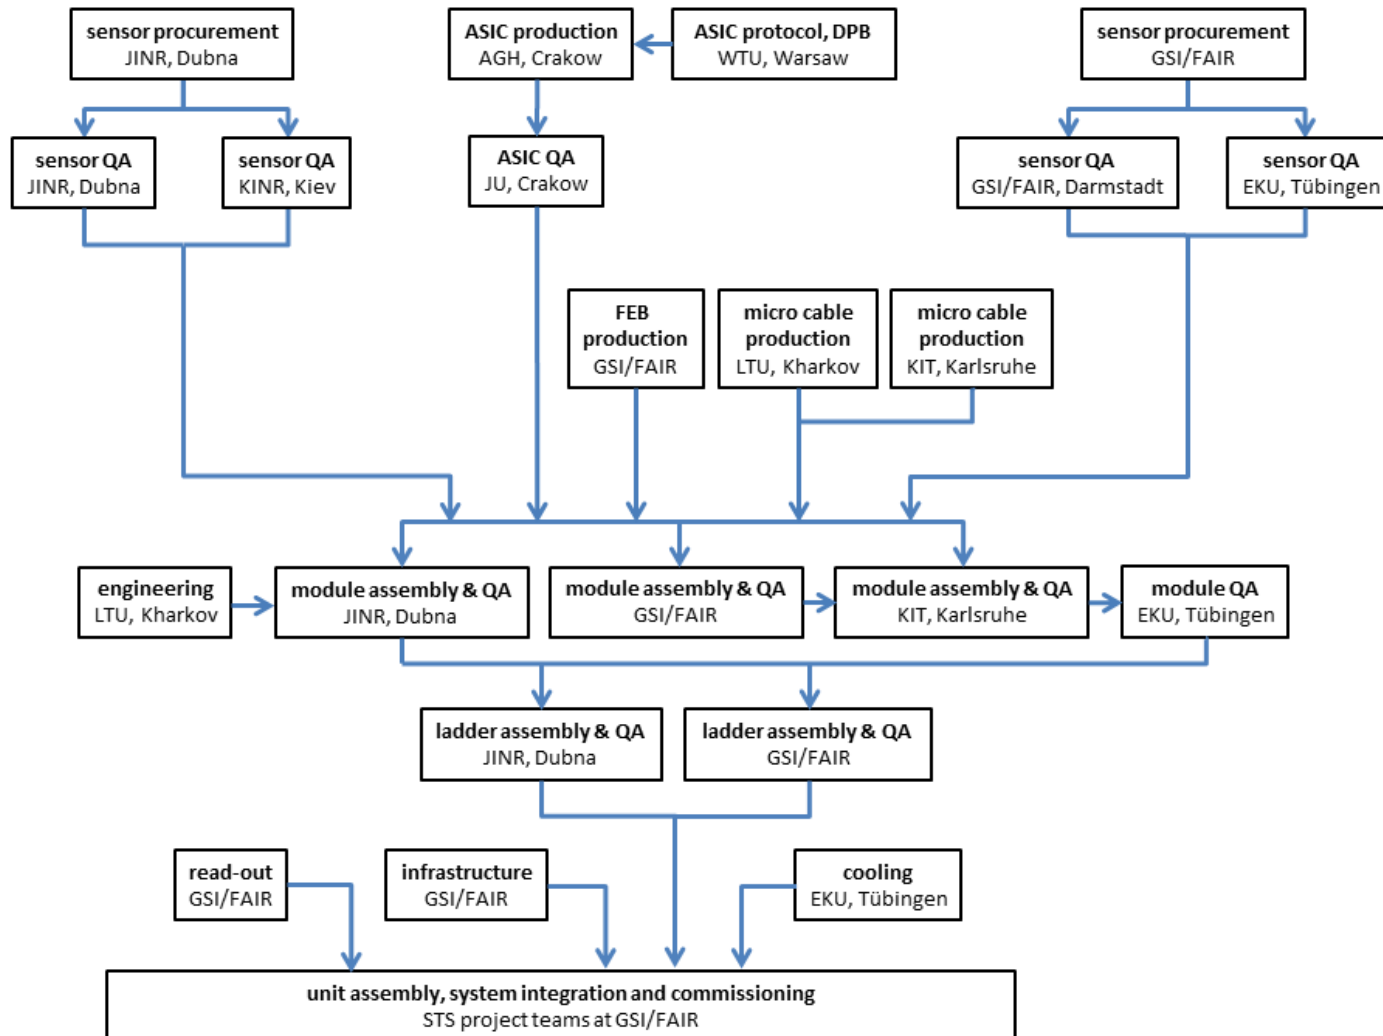 sensor procurement
JINR, Dubna
ASIC production
AGH, Crakow
ASIC protocol, DPB
WTU, Warsaw
sensor procurement
GSI/FAIR
sensor QA
JINR, Dubna
sensor QA
KINR, Kiev
ASIC QA
JU, Crakow
sensor QA
GSI/FAIR, Darmstadt
sensor QA
EKU, Tübingen
FEB
production
GSI/FAIR
micro cable
production
LTU, Kharkov
micro cable
production
KIT, Karlsruhe
engineering
LTU, Kharkov
module assembly & QA
JINR, Dubna
module assembly & QA
GSI/FAIR
module assembly & QA
KIT, Karlsruhe
module QA
EKU, Tübingen
ladder assembly & QA
JINR, Dubna
ladder assembly & QA
GSI/FAIR
read-out
GSI/FAIR
infrastructure
GSI/FAIR
cooling
EKU, Tübingen
unit assembly, system integration and commissioning
STS project teams at GSI/FAIR